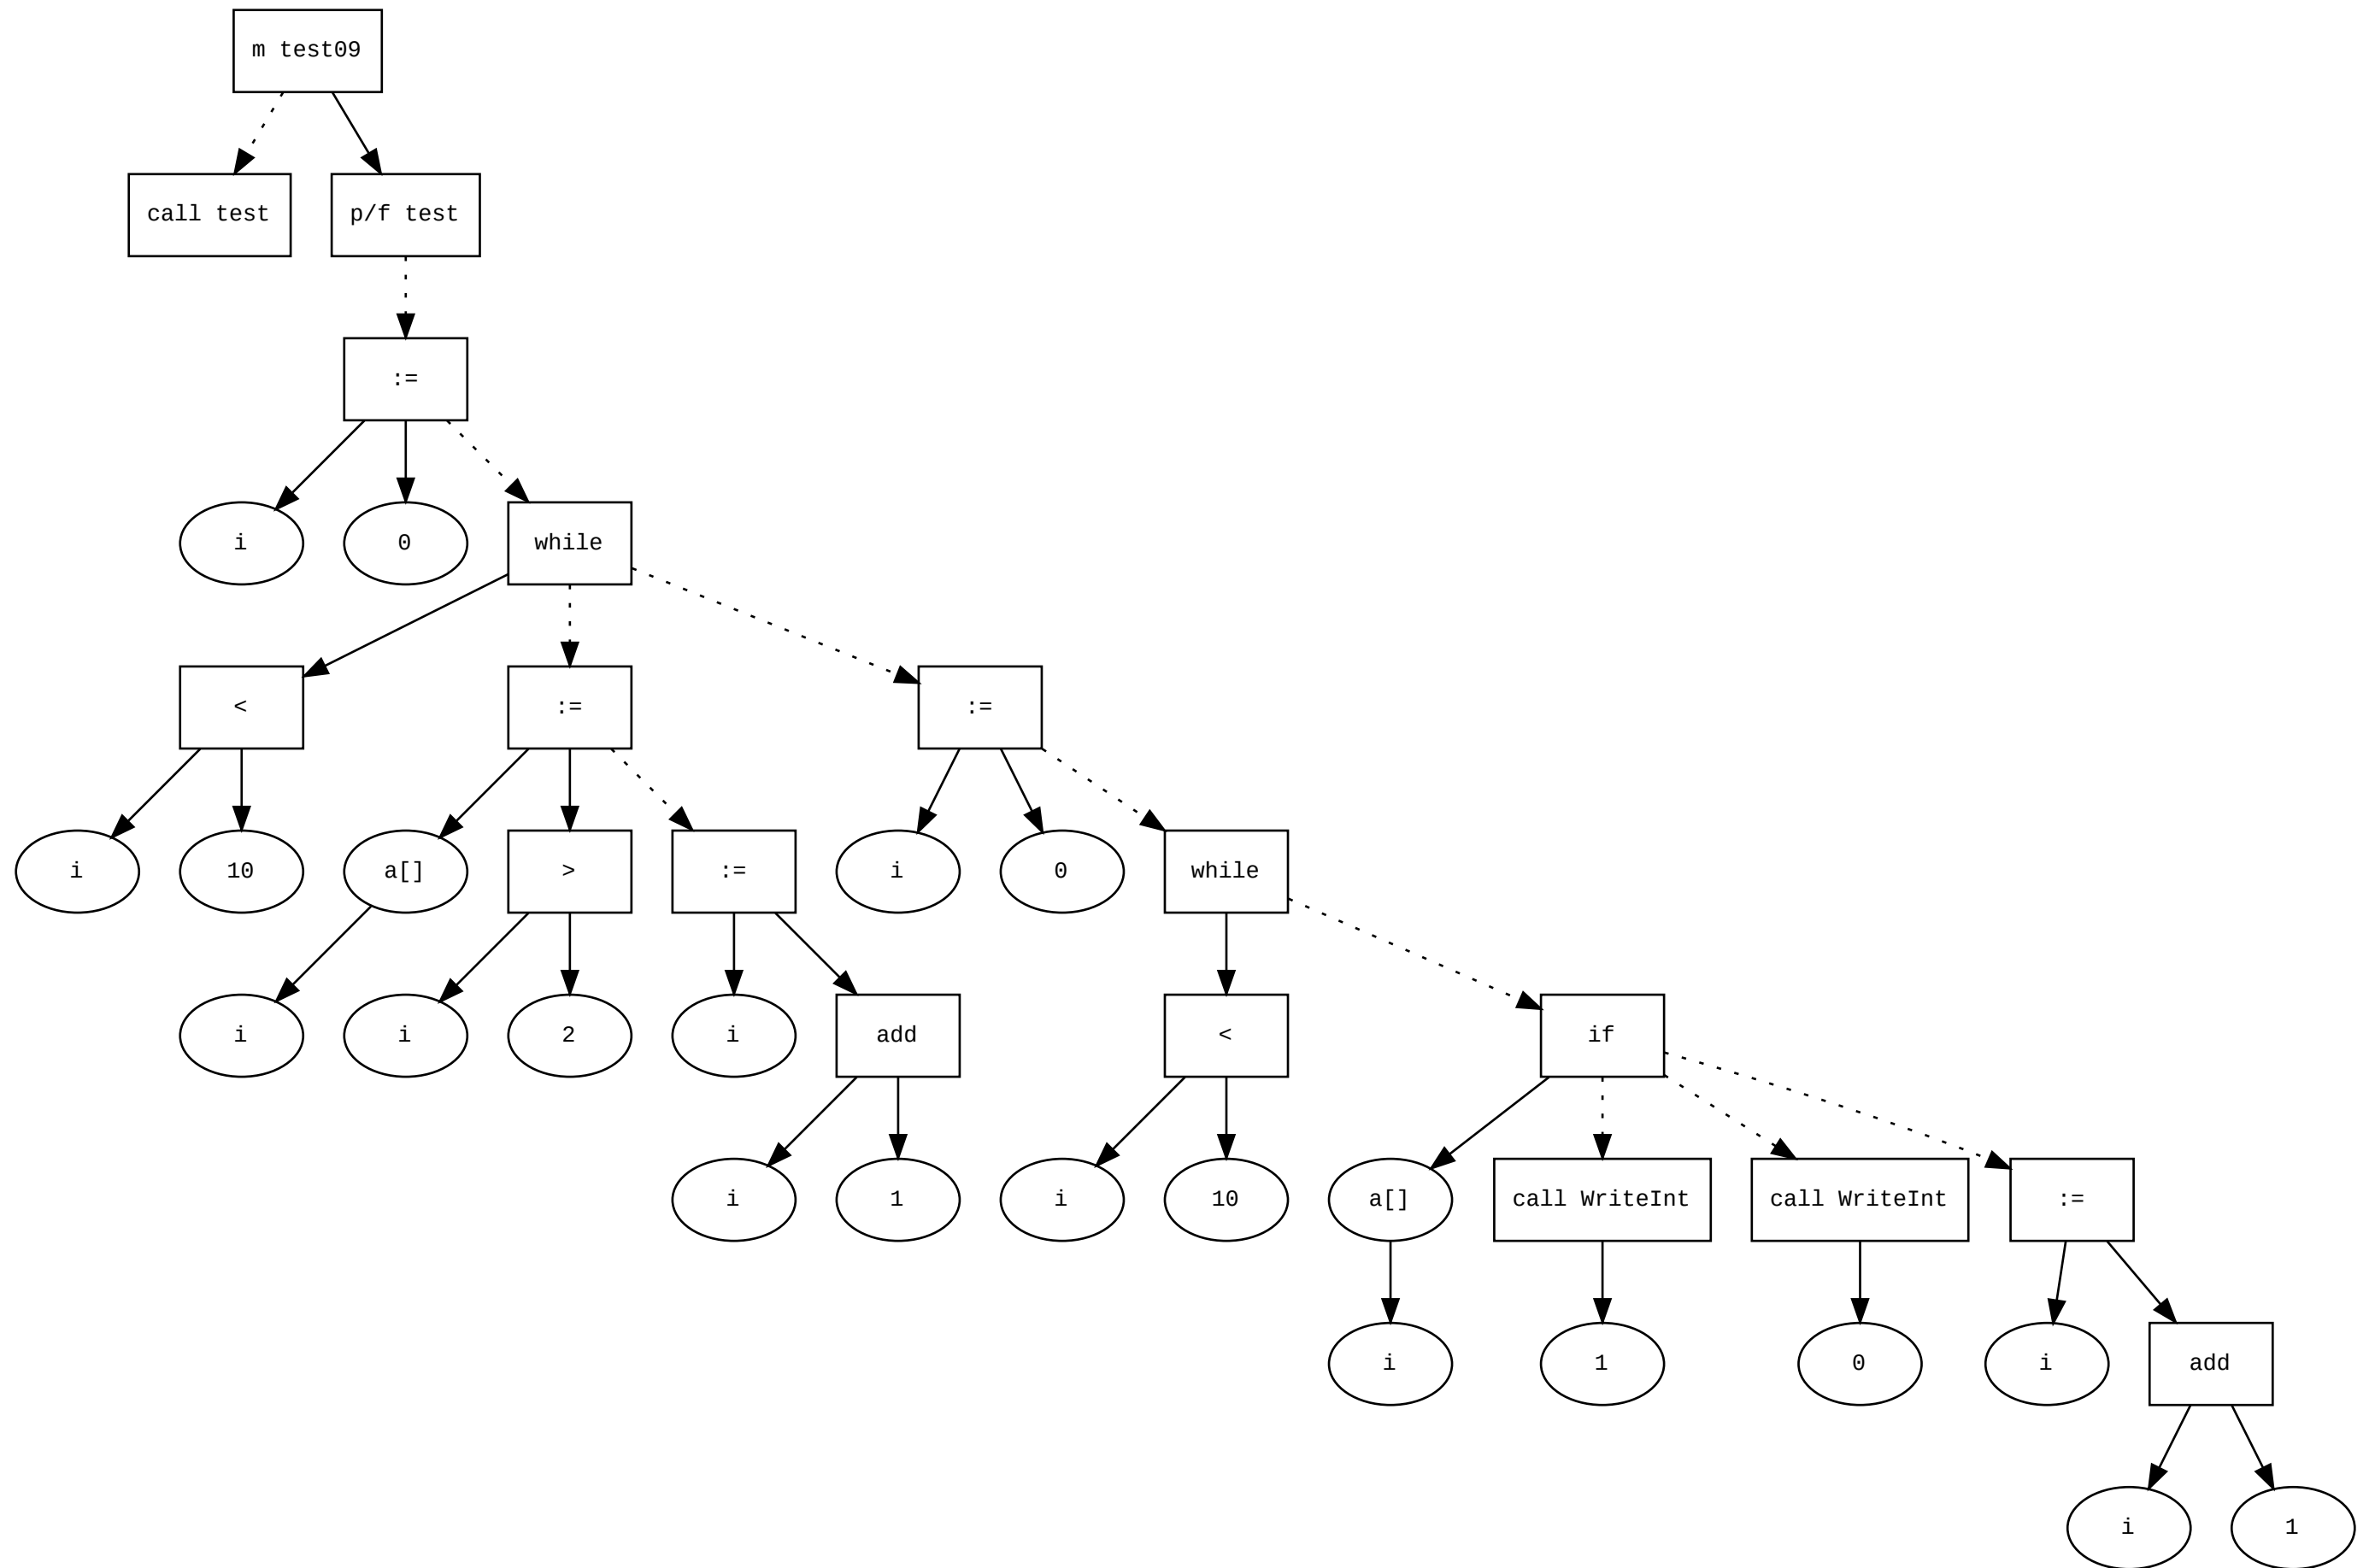 m test09
call test
p/f test
:=
i
0
while
<
:=
:=
i
10
a[]
>
:=
i
0
while
i
i
2
i
add
<
if
i
1
i
10
a[]
call WriteInt
call WriteInt
:=
i
1
0
i
add
i
1